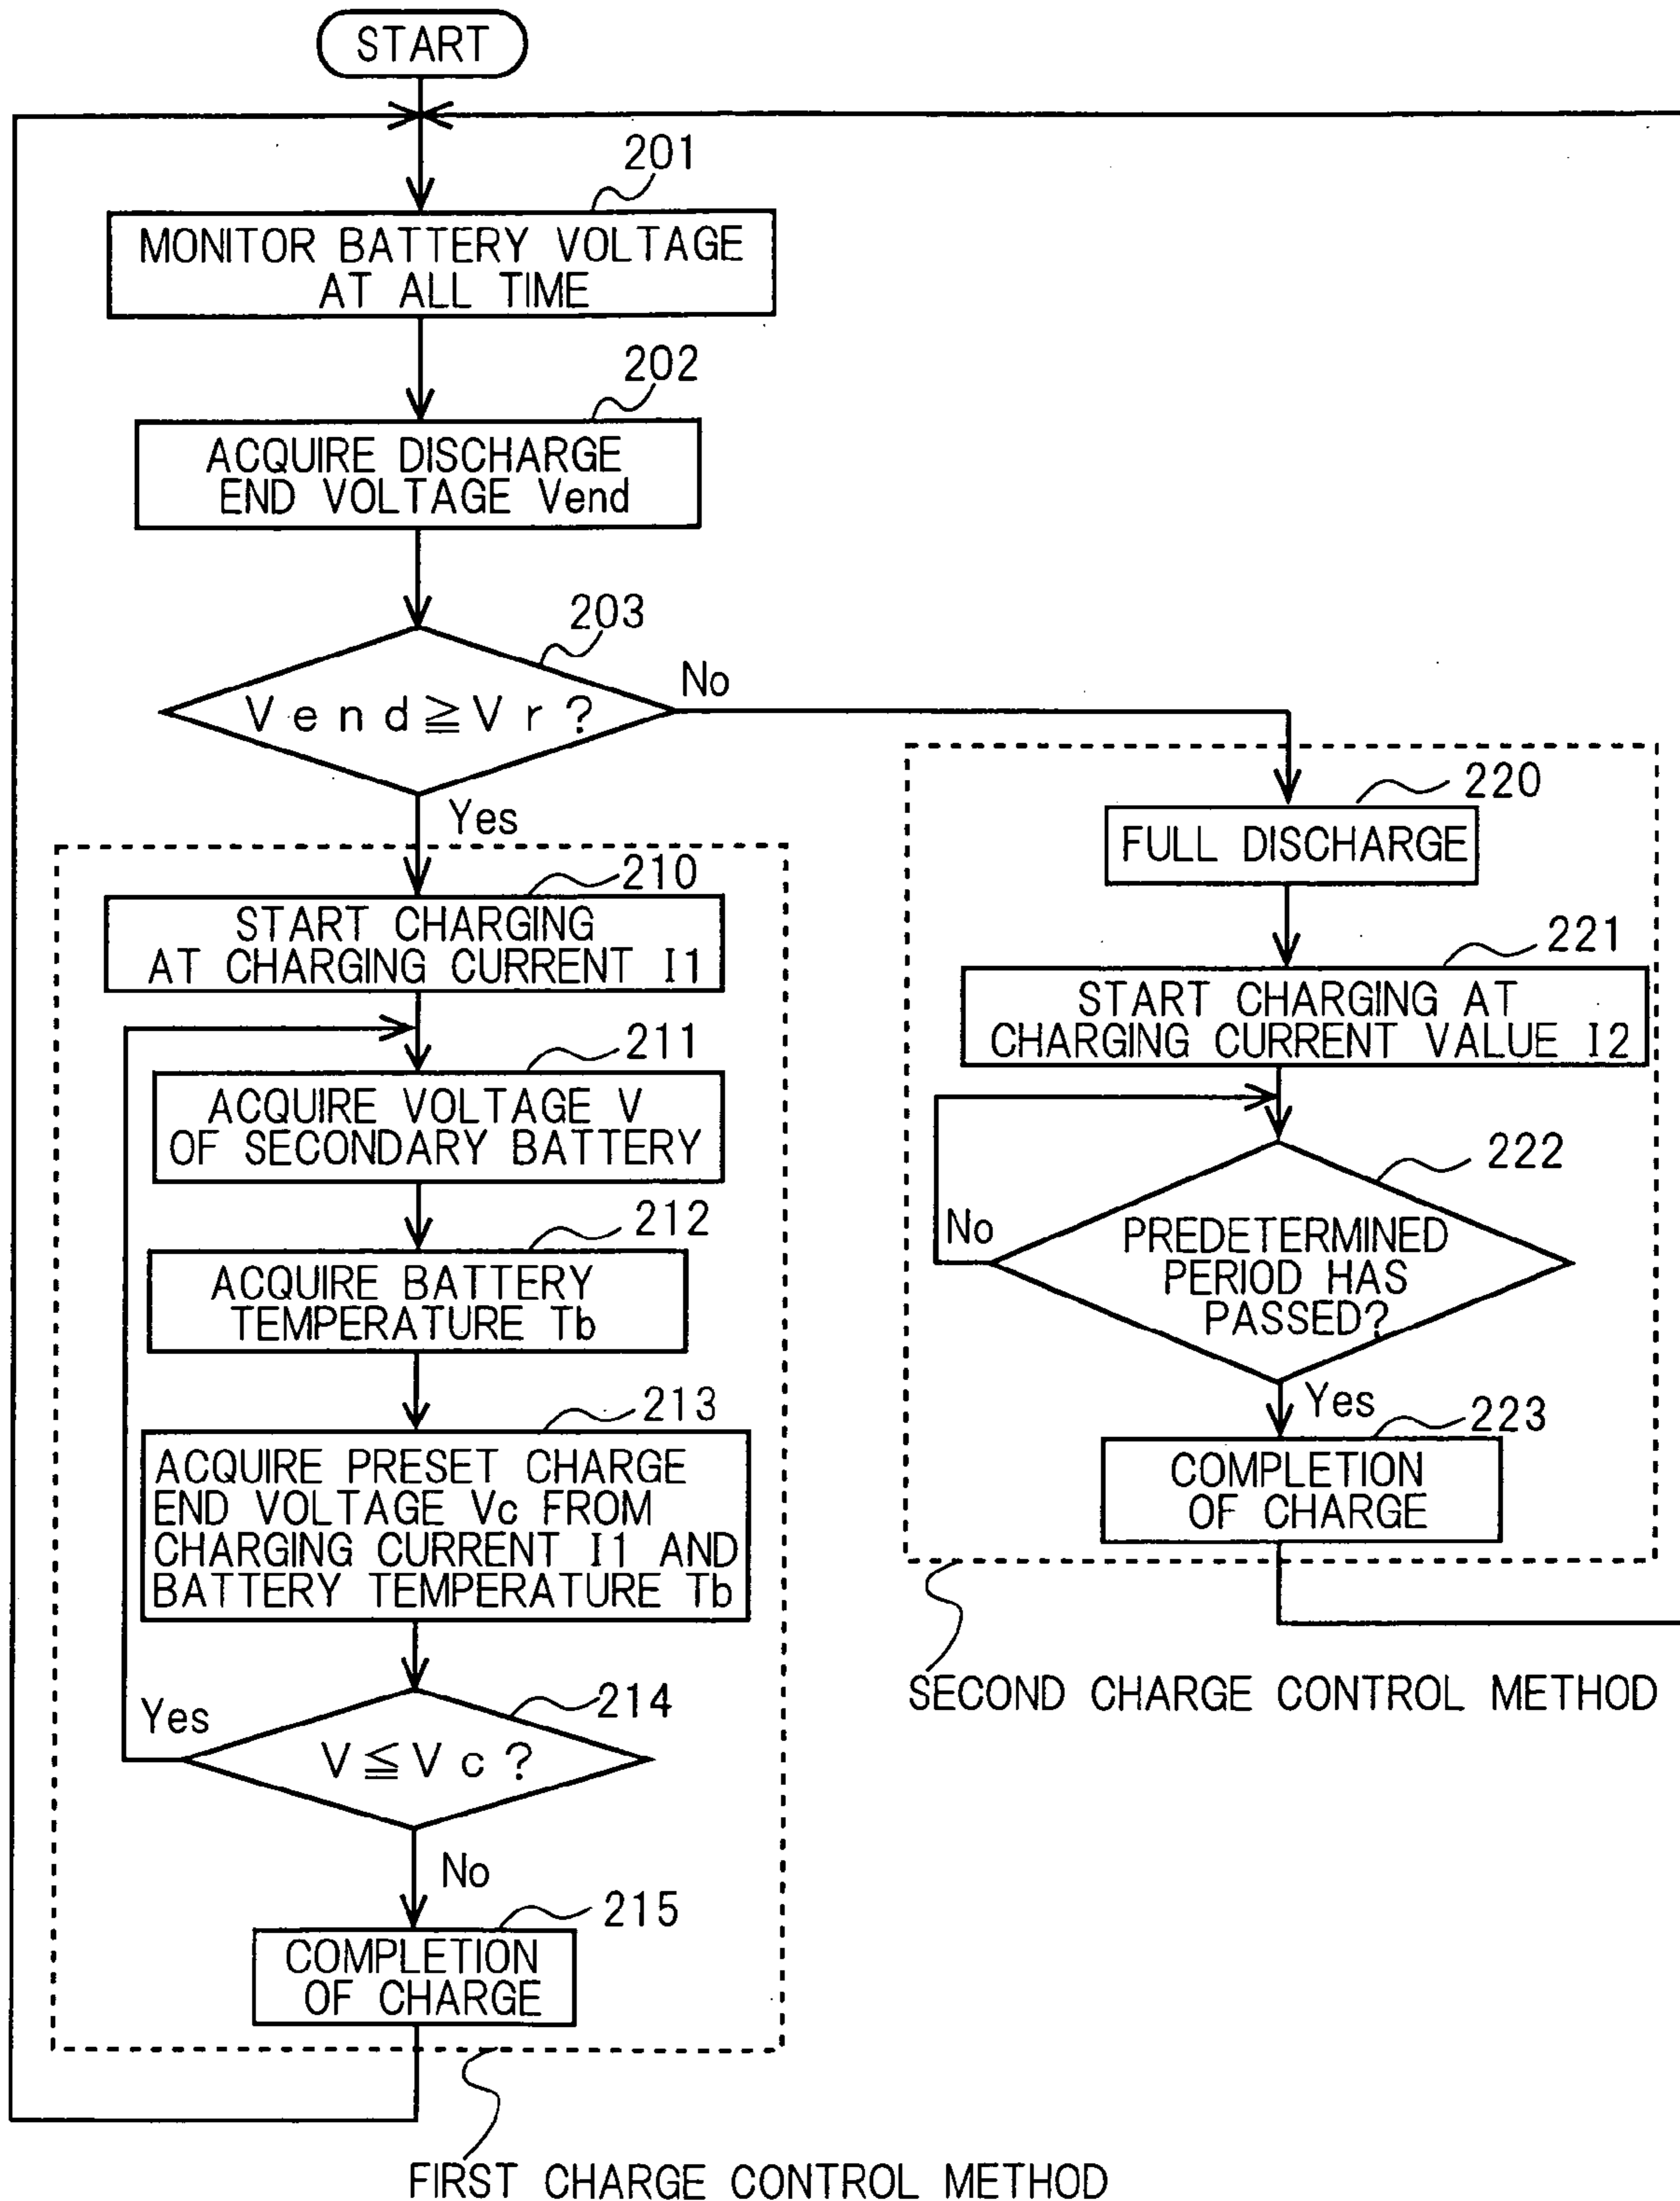 START
201
MONITOR BATTERY VOLTAGE
AT ALL TIME
202
ACQUIRE DISCHARGE
END VOLTAGE Vend
203
Vend≧Vr?
No
Yes
210
START CHARGING
AT CHARGING CURRENT I1
211
ACQUIRE VOLTAGE V
OF SECONDARY BATTERY
212
ACQUIRE BATTERY
TEMPERATURE Tb
213
ACQUIRE PRESET CHARGE
END VOLTAGE Vc FROM
CHARGING CURRENT I1 AND
BATTERY TEMPERATURE Tb
214
Yes
V≦Vc?
No
215
COMPLETION
OF CHARGE
FIRST CHARGE CONTROL METHOD
220
FULL DISCHARGE
221
START CHARGING AT
CHARGING CURRENT VALUE I2
222
No
PREDETERMINED
PERIOD HAS
PASSED?
Yes
223
COMPLETION
OF CHARGE
SECOND CHARGE CONTROL METHOD